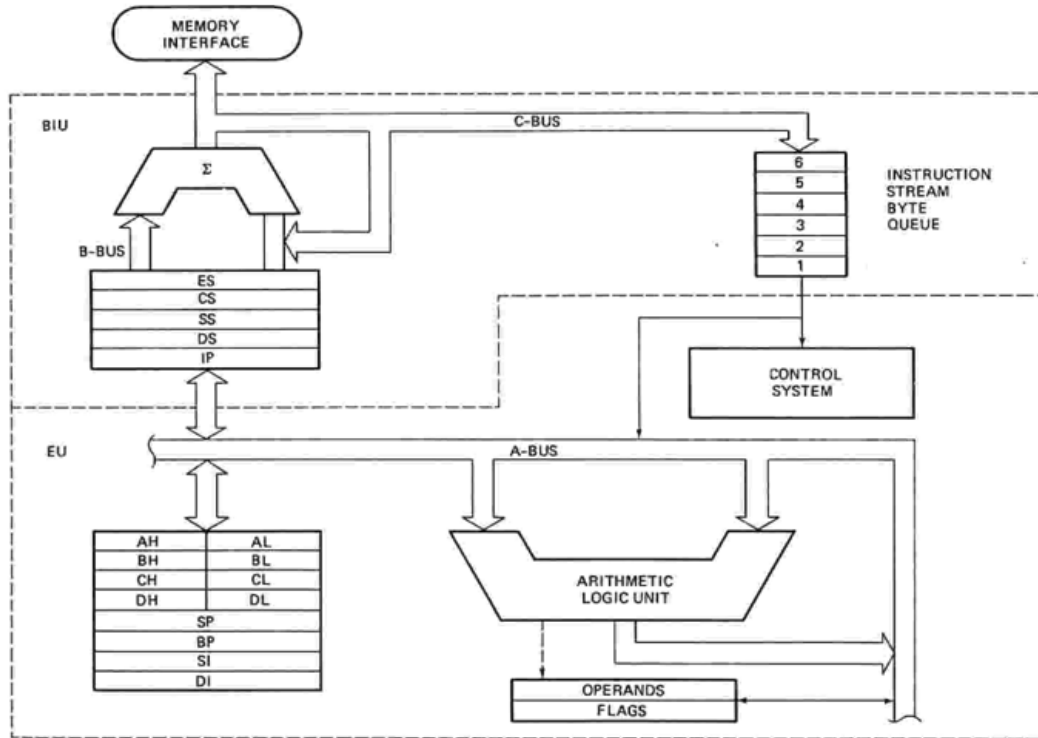 MEMORY
INTERFACE
BIU
C-BUS
Σ
B-BUS
6
5
4
3
2
1
INSTRUCTION
STREAM
BYTE
QUEUE
ES
CS
SS
DS
IP
CONTROL
SYSTEM
EU
A-BUS
AH AL
BH BL
CH CL
DH DL
SP
BP
SI
DI
ARITHMETIC
LOGIC UNIT
OPERANDS
FLAGS